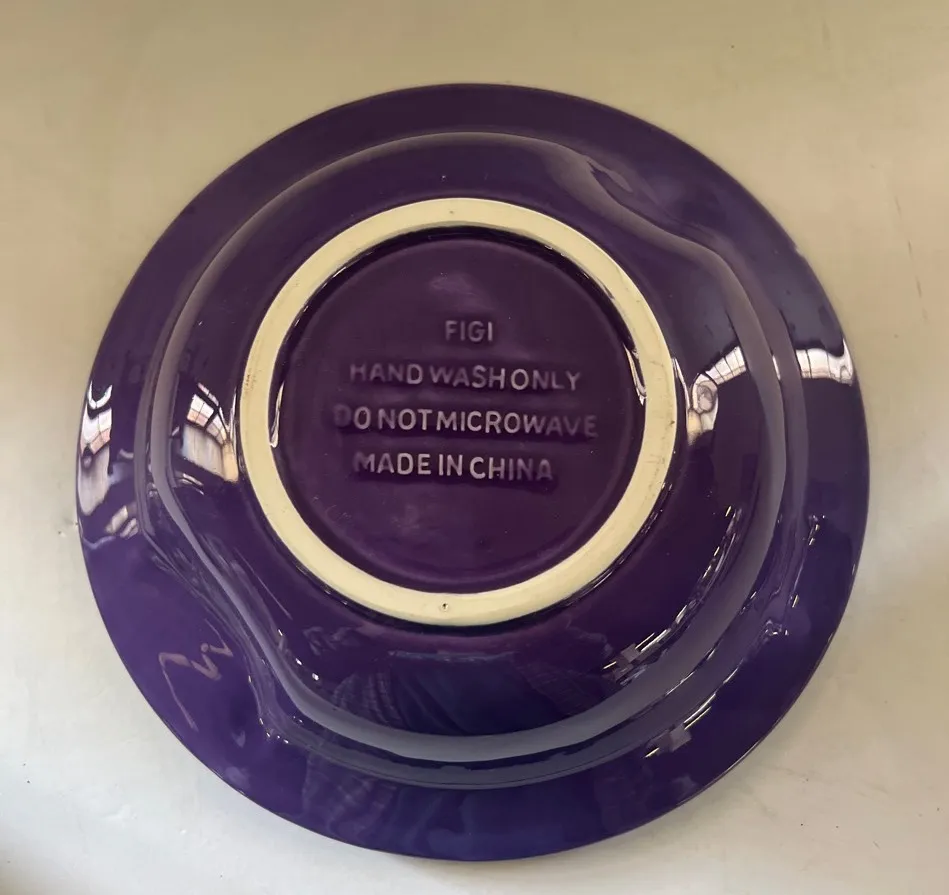 FIGI
HAND WASH ONLY
DO NOT MICROWAVE
MADE IN CHINA